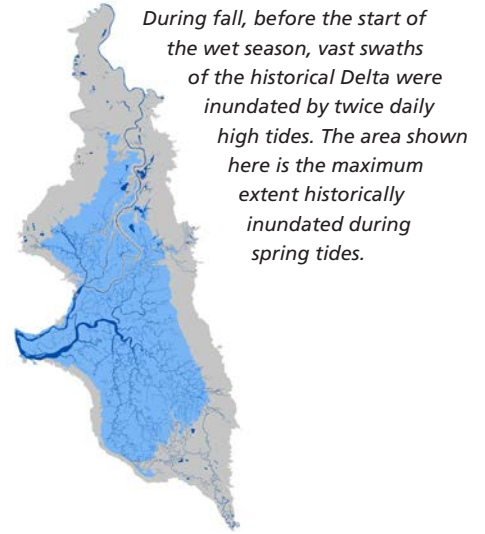 During fall, before the start of
the wet season, vast swaths
of the historical Delta were
inundated by twice daily
high tides. The area shown
here is the maximum
extent historically
inundated during
spring tides.